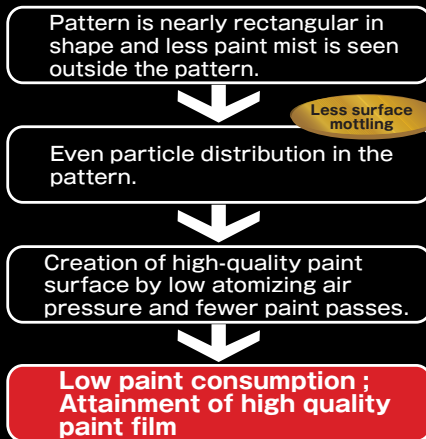 Pattern is nearly rectangular in
shape and less paint mist is seen
outside the pattern.
Less surface
mottling
Even particle distribution in the
pattern.
Creation of high-quality paint
surface by low atomizing air
pressure and fewer paint passes.
Low paint consumption ;
Attainment of high quality
paint film